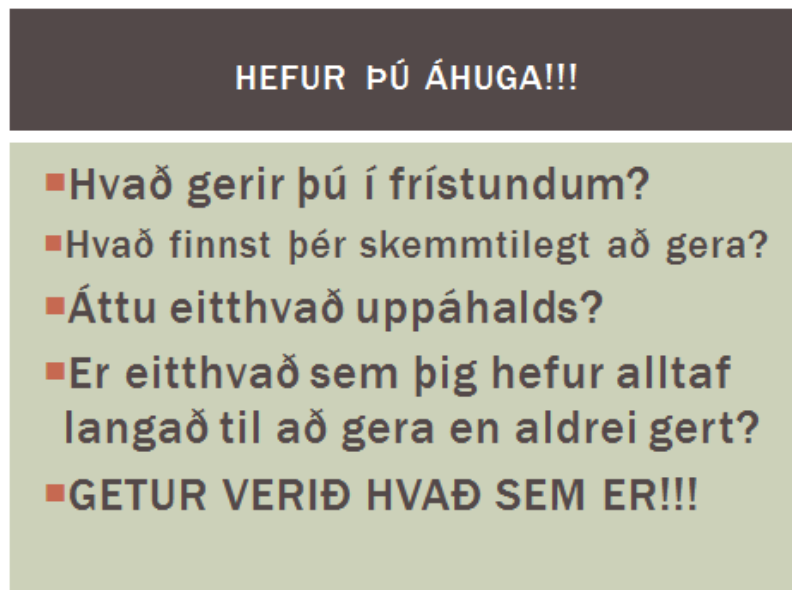 HEFUR ÞÚ ÁHUGA!!!
Hvað gerir þú í frístundum?
Hvað finnst þér skemmtilegt að gera?
Áttu eitthvað uppáhalds?
Er eitthvað sem þig hefur alltaf
langað til að gera en aldrei gert?
GETUR VERIÐ HVAÐ SEM ER!!!